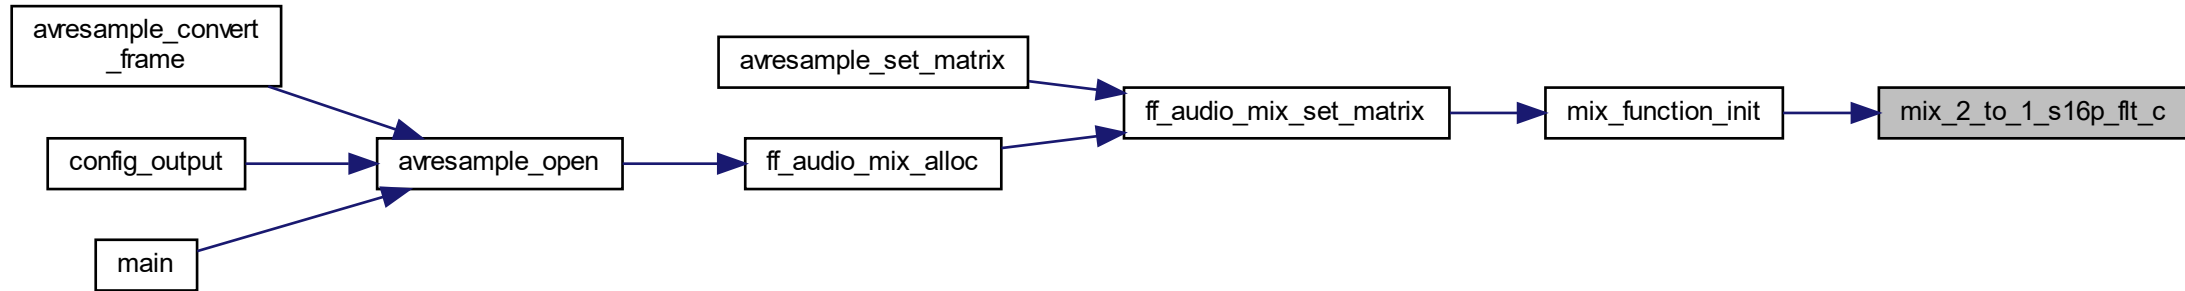 avresample_convert
_frame
config_output
main
avresample_open
avresample_set_matrix
ff_audio_mix_alloc
ff_audio_mix_set_matrix
mix_function_init
mix_2_to_1_s16p_flt_c